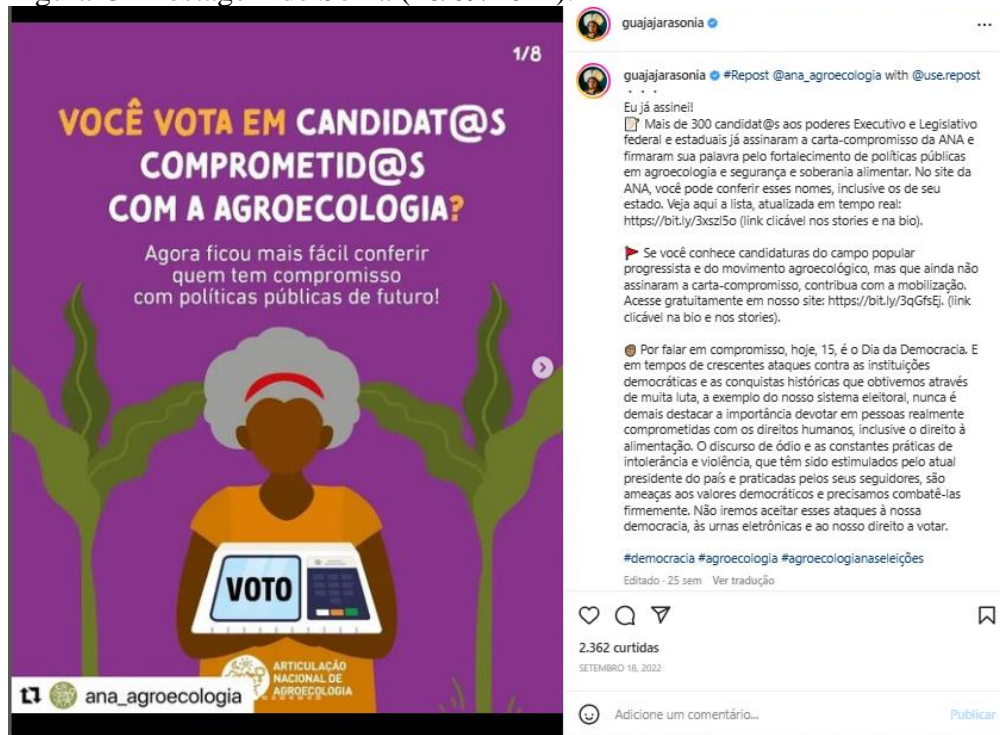 1/8
VOCÊ VOTA EM CANDIDAT@S
COMPROMETID@S
COM A AGROECOLOGIA?
Agora ficou mais fácil conferir
quem tem compromisso
com políticas públicas de futuro!
VOTO
ARTICULAÇÃO
NACIONAL DE
AGROECOLOGIA
ana_agroecologia
guajajarasonia
guajajarasonia #Repost @ana_agroecologia with @use.repost
・・・
Eu já assinei!
Mais de 300 candidat@s aos poderes Executivo e Legislativo
federal e estaduais já assinaram a carta-compromisso da ANA e
firmaram sua palavra pelo fortalecimento de políticas públicas
em agroecologia e segurança e soberania alimentar. No site da
ANA, você pode conferir esses nomes, inclusive os de seu
estado. Veja aqui a lista, atualizada em tempo real:
https://bit.ly/3xszl5o (link clicável nos stories e na bio).
Se você conhece candidaturas do campo popular
progressista e do movimento agroecológico, mas que ainda não
assinaram a carta-compromisso, contribua com a mobilização.
Acesse gratuitamente em nosso site: https://bit.ly/3qGfsEj. (link
clicável na bio e nos stories).
Por falar em compromisso, hoje, 15, é o Dia da Democracia. E
em tempos de crescentes ataques contra as instituições
democráticas e as conquistas históricas que obtivemos através
de muita luta, a exemplo do nosso sistema eleitoral, nunca é
demais destacar a importância devotar em pessoas realmente
comprometidas com os direitos humanos, inclusive o direito à
alimentação. O discurso de ódio e as constantes práticas de
intolerância e violência, que têm sido estimulados pelo atual
presidente do país e praticadas pelos seus seguidores, são
ameaças aos valores democráticos e precisamos combatê-las
firmemente. Não iremos aceitar esses ataques à nossa
democracia, às urnas eletrônicas e ao nosso direito a votar.
#democracia #agroecologia #agroecologianaseleições
Editado · 25 sem Ver tradução
2.362 curtidas
SETEMBRO 18, 2022
Adicione um comentário...
Publicar